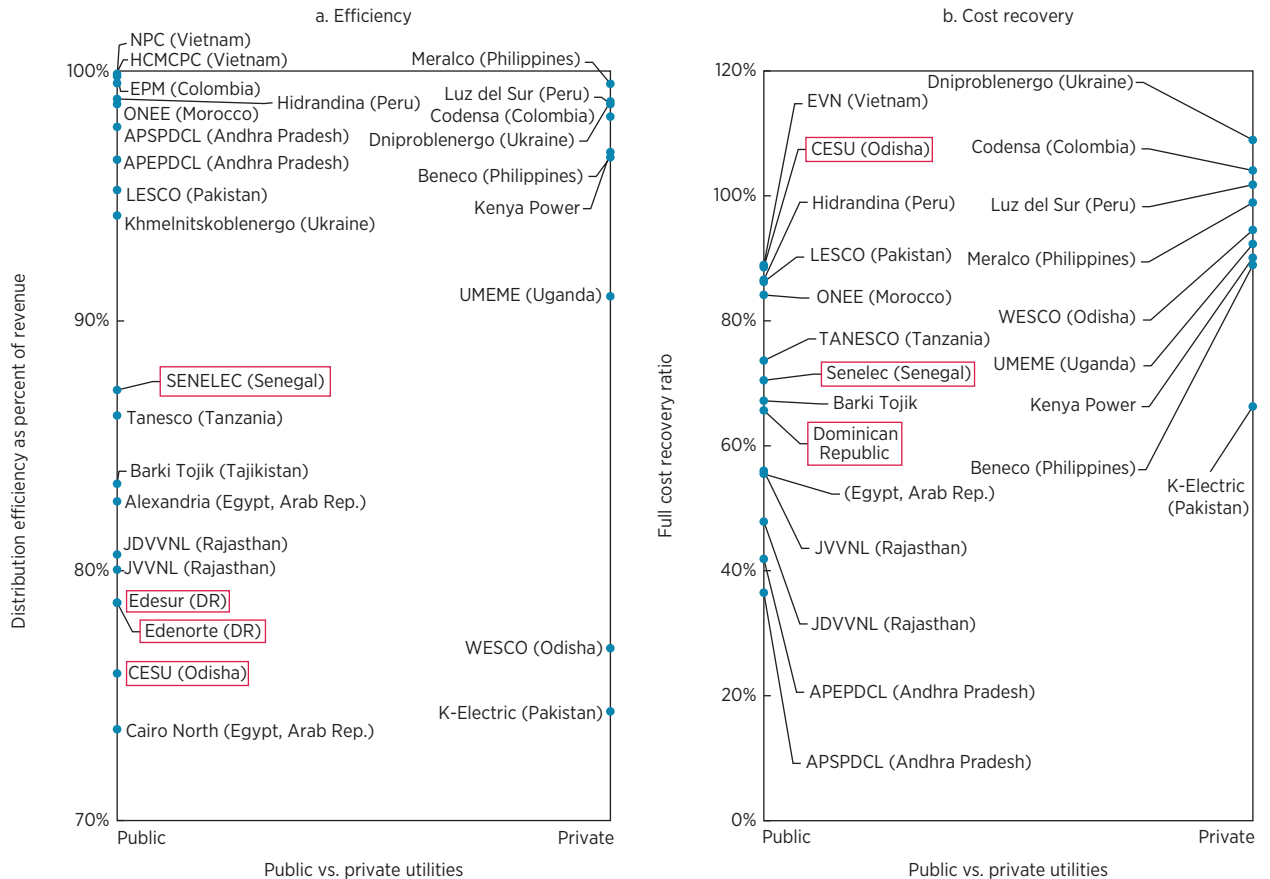 a. Efficiency
Distribution efficiency as percent of revenue
100%
90%
80%
70%
NPC (Vietnam)
HCMCPC (Vietnam)
EPM (Colombia)
Hidrandina (Peru)
ONEE (Morocco)
APSPDCL (Andhra Pradesh)
APEPDCL (Andhra Pradesh)
LESCO (Pakistan)
Khmelnitskoblenergo (Ukraine)
SENELEC (Senegal)
Tanesco (Tanzania)
Barki Tojik (Tajikistan)
Alexandria (Egypt, Arab Rep.)
JDVVNL (Rajasthan)
JVVNL (Rajasthan)
Edesur (DR)
Edenorte (DR)
CESU (Odisha)
Cairo North (Egypt, Arab Rep.)
Meralco (Philippines)
Luz del Sur (Peru)
Codensa (Colombia)
Dniproblenergo (Ukraine)
Beneco (Philippines)
Kenya Power
UMEME (Uganda)
WESCO (Odisha)
K-Electric (Pakistan)
Public
Private
Public vs. private utilities
b. Cost recovery
Full cost recovery ratio
120%
100%
80%
60%
40%
20%
0%
EVN (Vietnam)
CESU (Odisha)
Hidrandina (Peru)
LESCO (Pakistan)
ONEE (Morocco)
TANESCO (Tanzania)
Senelec (Senegal)
Barki Tojik
Dominican
Republic
(Egypt, Arab Rep.)
JVVNL (Rajasthan)
JDVVNL (Rajasthan)
APEPDCL (Andhra Pradesh)
APSPDCL (Andhra Pradesh)
Dniproblenergo (Ukraine)
Codensa (Colombia)
Luz del Sur (Peru)
Meralco (Philippines)
WESCO (Odisha)
UMEME (Uganda)
Kenya Power
Beneco (Philippines)
K-Electric
(Pakistan)
Public
Private
Public vs. private utilities